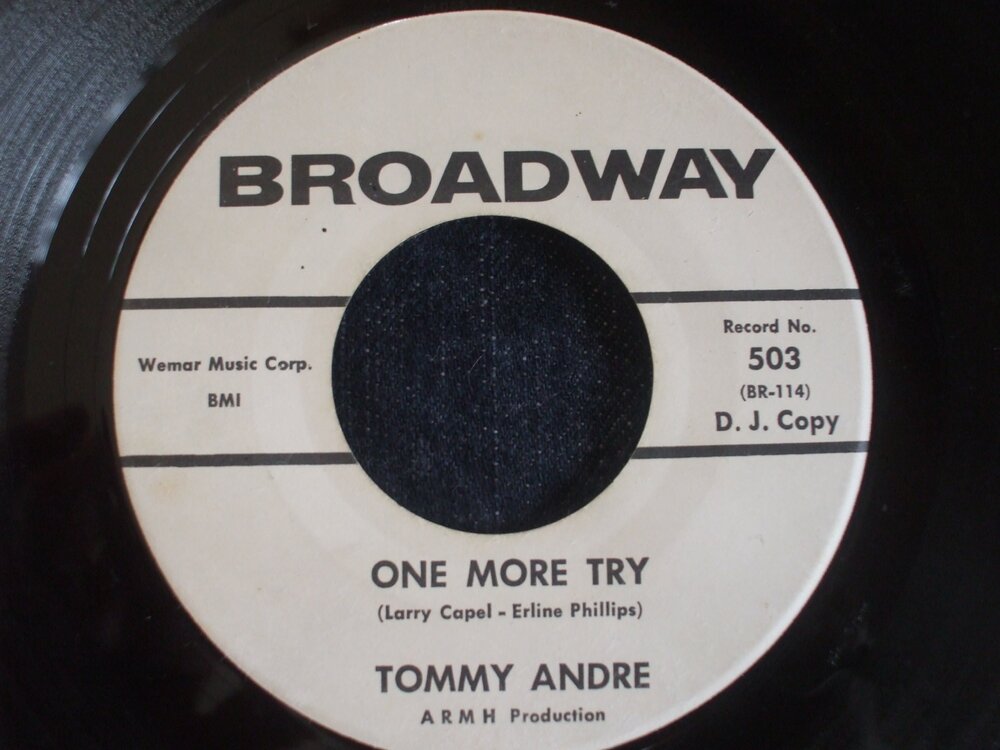 BROADWAY
Wemar Music Corp.
BMI
Record No.
503
(BR-114)
D. J. Copy
ONE MORE TRY
(Larry Capel - Erline Phillips)
TOMMY ANDRE
A R M H Production